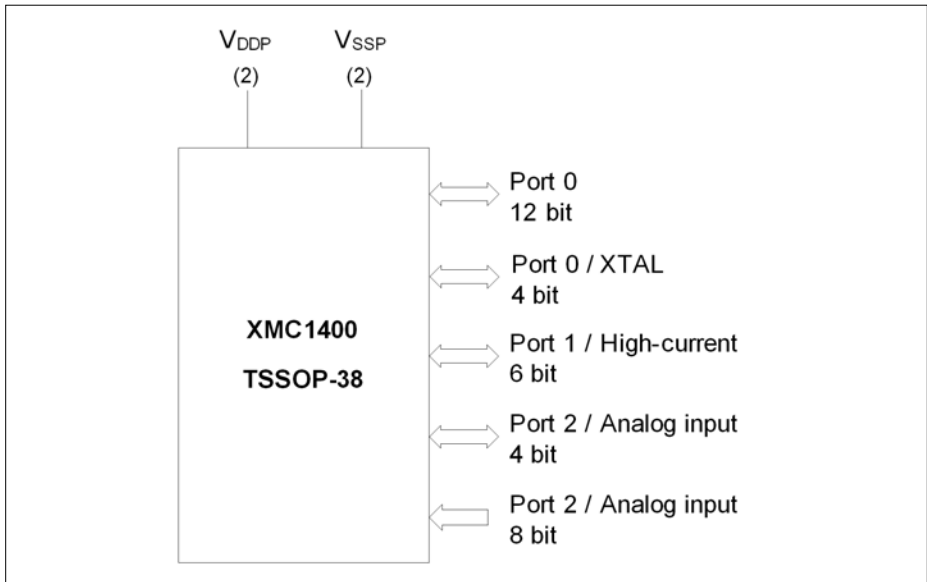 VDDP
(2)
VSSP
(2)
XMC1400
TSSOP-38
Port 0
12 bit
Port 0 / XTAL
4 bit
Port 1 / High-current
6 bit
Port 2 / Analog input
4 bit
Port 2 / Analog input
8 bit